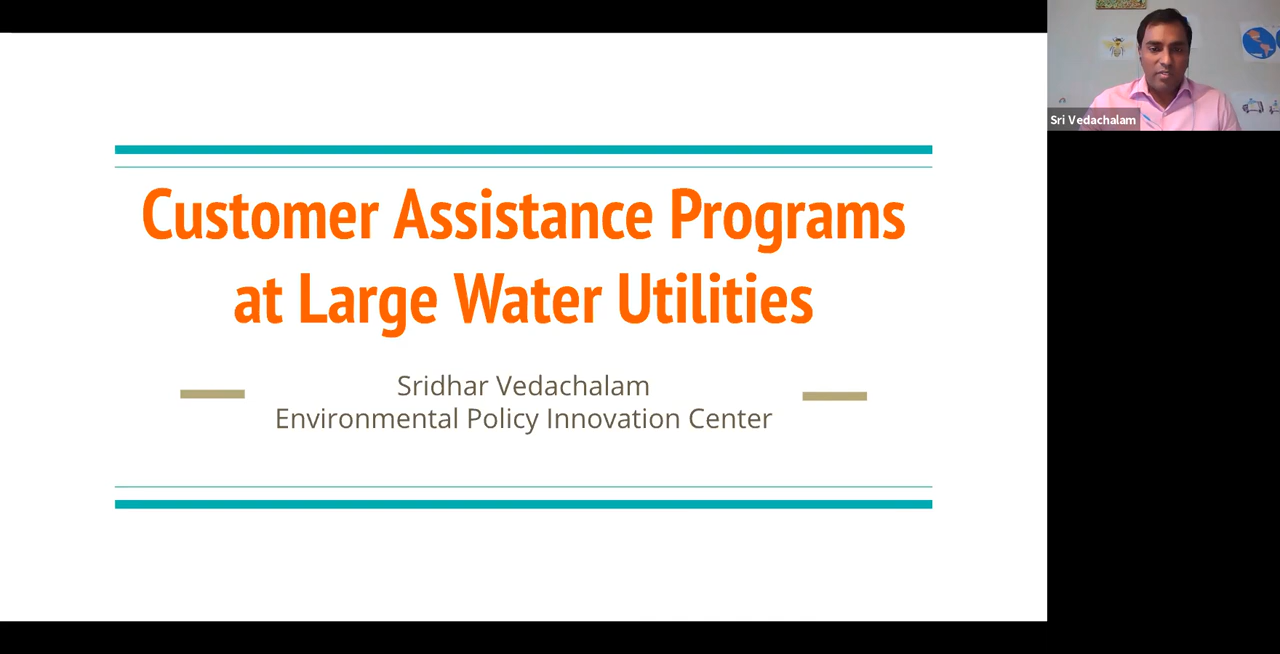 Customer Assistance Programs
at Large Water Utilities
Sridhar Vedachalam
Environmental Policy Innovation Center
Sri Vedachalam